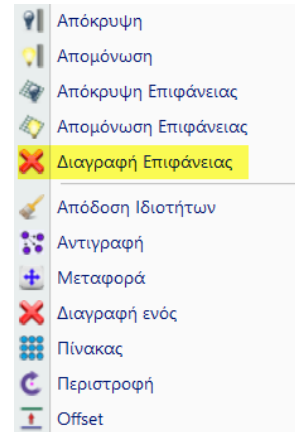 Απόκρυψη
Απομόνωση
Απόκρυψη Επιφάνειας
Απομόνωση Επιφάνειας
Διαγραφή Επιφάνειας
Απόδοση Ιδιοτήτων
Αντιγραφή
Μεταφορά
Διαγραφή ενός
Πίνακας
Περιστροφή
Offset